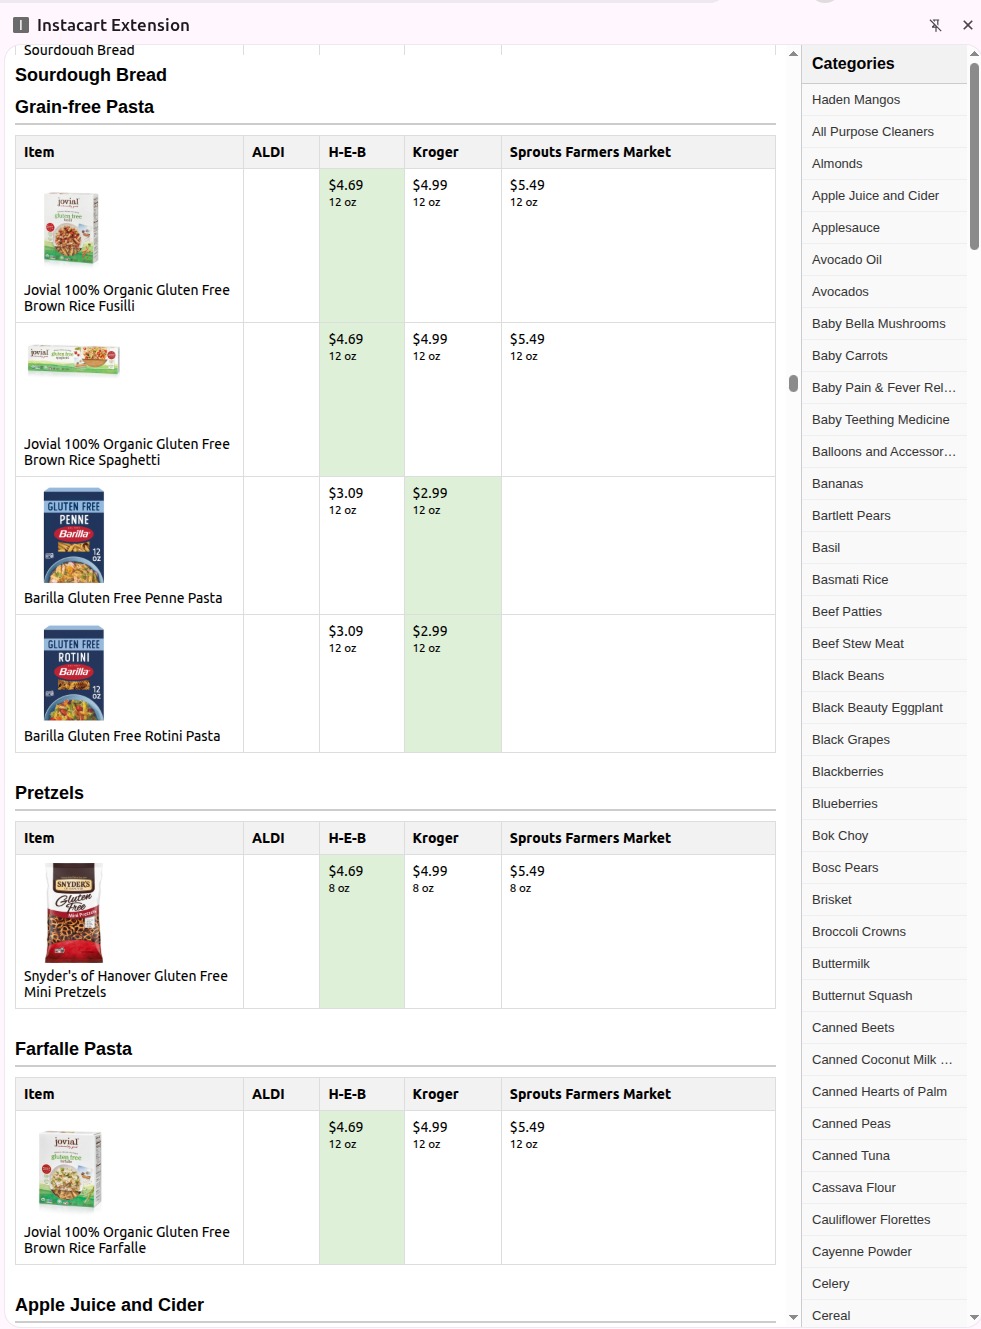 Instacart Extension
Sourdough Bread
Sourdough Bread
Grain-free Pasta
Item ALDI H-E-B Kroger Sprouts Farmers Market
$4.69 $4.99 $5.49
12 oz 12 oz 12 oz
jovial
gluten free
Jovial 100% Organic Gluten Free
Brown Rice Fusilli
$4.69 $4.99 $5.49
12 oz 12 oz 12 oz
jovial
gluten free
Jovial 100% Organic Gluten Free
Brown Rice Spaghetti
$3.09 $2.99
12 oz 12 oz
GLUTEN FREE
PENNE
Barilla
12
OZ
Barilla Gluten Free Penne Pasta
$3.09 $2.99
12 oz 12 oz
GLUTEN FREE
ROTINI
Barilla
12
OZ
Barilla Gluten Free Rotini Pasta
Pretzels
Item ALDI H-E-B Kroger Sprouts Farmers Market
$4.69 $4.99 $5.49
8 oz 8 oz 8 oz
SNYDER'S
Gluten
Free
Mini Pretzels
Snyder's of Hanover Gluten Free
Mini Pretzels
Farfalle Pasta
Item ALDI H-E-B Kroger Sprouts Farmers Market
$4.69 $4.99 $5.49
12 oz 12 oz 12 oz
jovial
gluten free
Jovial 100% Organic Gluten Free
Brown Rice Farfalle
Apple Juice and Cider
Categories
Haden Mangos
All Purpose Cleaners
Almonds
Apple Juice and Cider
Applesauce
Avocado Oil
Avocados
Baby Bella Mushrooms
Baby Carrots
Baby Pain & Fever Rel...
Baby Teething Medicine
Balloons and Accessor...
Bananas
Bartlett Pears
Basil
Basmati Rice
Beef Patties
Beef Stew Meat
Black Beans
Black Beauty Eggplant
Black Grapes
Blackberries
Blueberries
Bok Choy
Bosc Pears
Brisket
Broccoli Crowns
Buttermilk
Butternut Squash
Canned Beets
Canned Coconut Milk ...
Canned Hearts of Palm
Canned Peas
Canned Tuna
Cassava Flour
Cauliflower Florettes
Cayenne Powder
Celery
Cereal